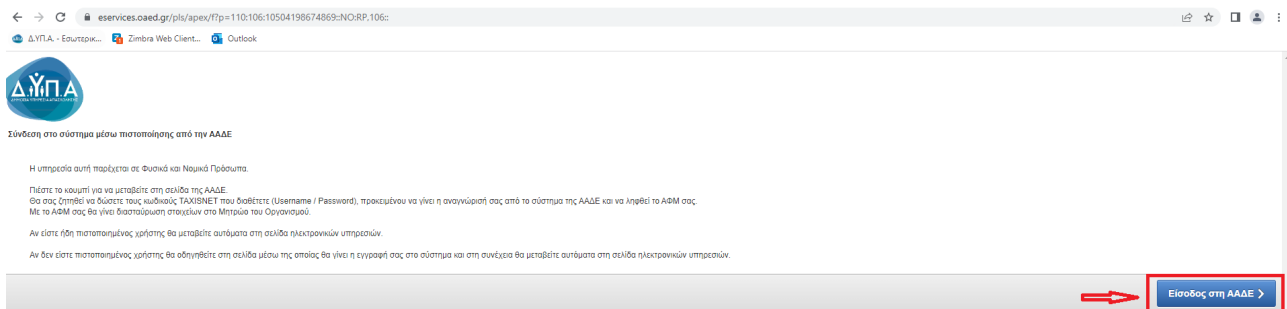 eservices.oaed.gr/pls/apex/f?p=110:106:10504198674869::NO:RP,106::
Δ.ΥΠ.Α. - Εσωτερικ... Zimbra Web Client... Outlook
Δ.ΥΠ.Α
Σύνδεση στο σύστημα μέσω πιστοποίησης από την ΑΑΔΕ
Η υπηρεσία αυτή παρέχεται σε Φυσικά και Νομικά Πρόσωπα.
Πιέστε το κουμπί για να μεταβείτε στη σελίδα της ΑΑΔΕ.
Θα σας ζητηθεί να δώσετε τους κωδικούς TAXISNET που διαθέτετε (Username / Password), προκειμένου να γίνει η αναγνώρισή σας από το σύστημα της ΑΑΔΕ και να ληφθεί το ΑΦΜ σας.
Με το ΑΦΜ σας θα γίνει διασταύρωση στοιχείων στο Μητρώο του Οργανισμού.
Αν είστε ήδη πιστοποιημένος χρήστης θα μεταβείτε αυτόματα στη σελίδα ηλεκτρονικών υπηρεσιών.
Αν δεν είστε πιστοποιημένος χρήστης θα οδηγηθείτε στη σελίδα μέσω της οποίας θα γίνει η εγγραφή σας στο σύστημα και στη συνέχεια θα μεταβείτε αυτόματα στη σελίδα ηλεκτρονικών υπηρεσιών.
Είσοδος στη ΑΑΔΕ